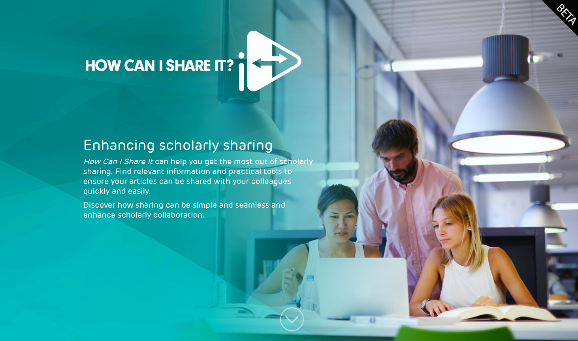 BETA
HOW CAN I SHARE IT?
Enhancing scholarly sharing
How Can I Share It can help you get the most out of scholarly
sharing. Find relevant information and practical tools to
ensure your articles can be shared with your colleagues
quickly and easily.
Discover how sharing can be simple and seamless and
enhance scholarly collaboration.